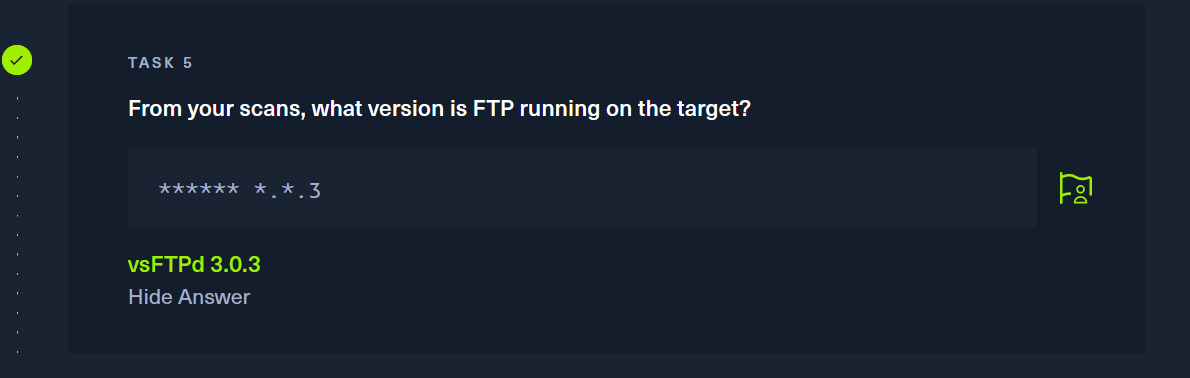 TASK 5
From your scans, what version is FTP running on the target?
****** *.*.3
vsFTPd 3.0.3
Hide Answer